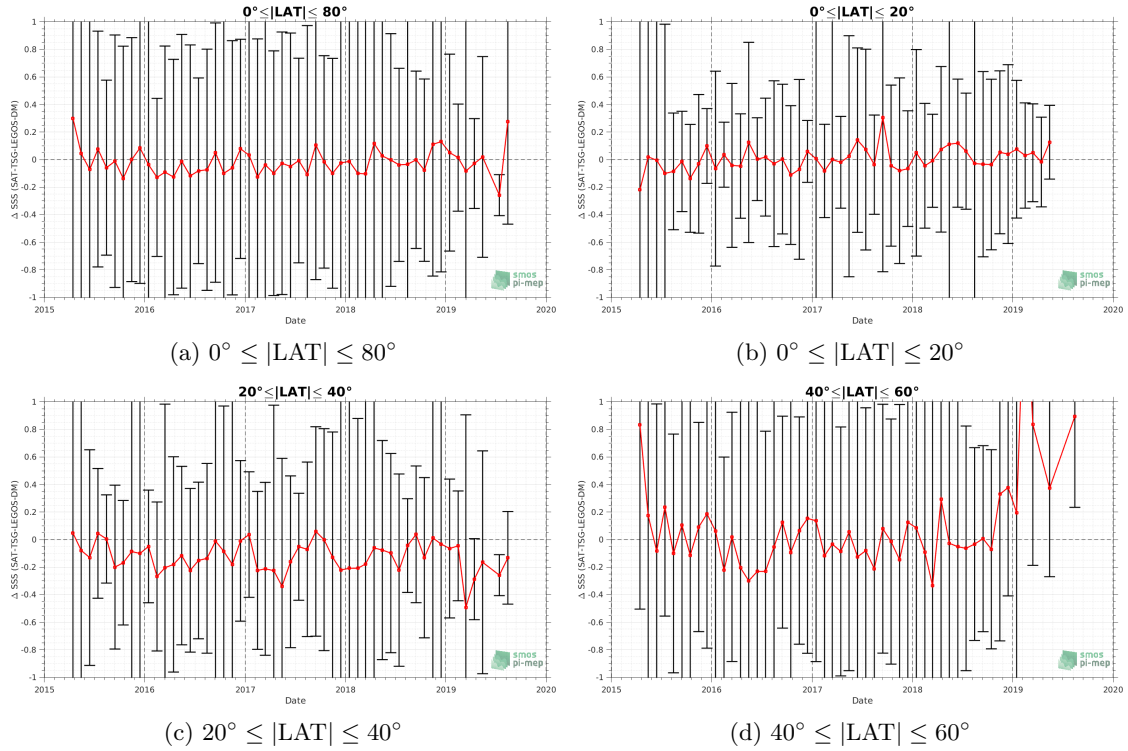 0°≤|LAT|≤ 80°
0°≤|LAT|≤ 20°
Δ SSS (SAT-TSG-LEGOS-DM)
1
0.8
0.6
0.4
0.2
0
-0.2
-0.4
-0.6
-0.8
-1
2015 2016 2017 2018 2019 2020
Date
smos
pi-mep
Δ SSS (SAT-TSG-LEGOS-DM)
1
0.8
0.6
0.4
0.2
0
-0.2
-0.4
-0.6
-0.8
-1
2015 2016 2017 2018 2019 2020
Date
smos
pi-mep
(a) 0° ≤ |LAT| ≤ 80°
(b) 0° ≤ |LAT| ≤ 20°
20°≤|LAT|≤ 40°
40°≤|LAT|≤ 60°
Δ SSS (SAT-TSG-LEGOS-DM)
1
0.8
0.6
0.4
0.2
0
-0.2
-0.4
-0.6
-0.8
-1
2015 2016 2017 2018 2019 2020
Date
smos
pi-mep
Δ SSS (SAT-TSG-LEGOS-DM)
1
0.8
0.6
0.4
0.2
0
-0.2
-0.4
-0.6
-0.8
-1
2015 2016 2017 2018 2019 2020
Date
smos
pi-mep
(c) 20° ≤ |LAT| ≤ 40°
(d) 40° ≤ |LAT| ≤ 60°